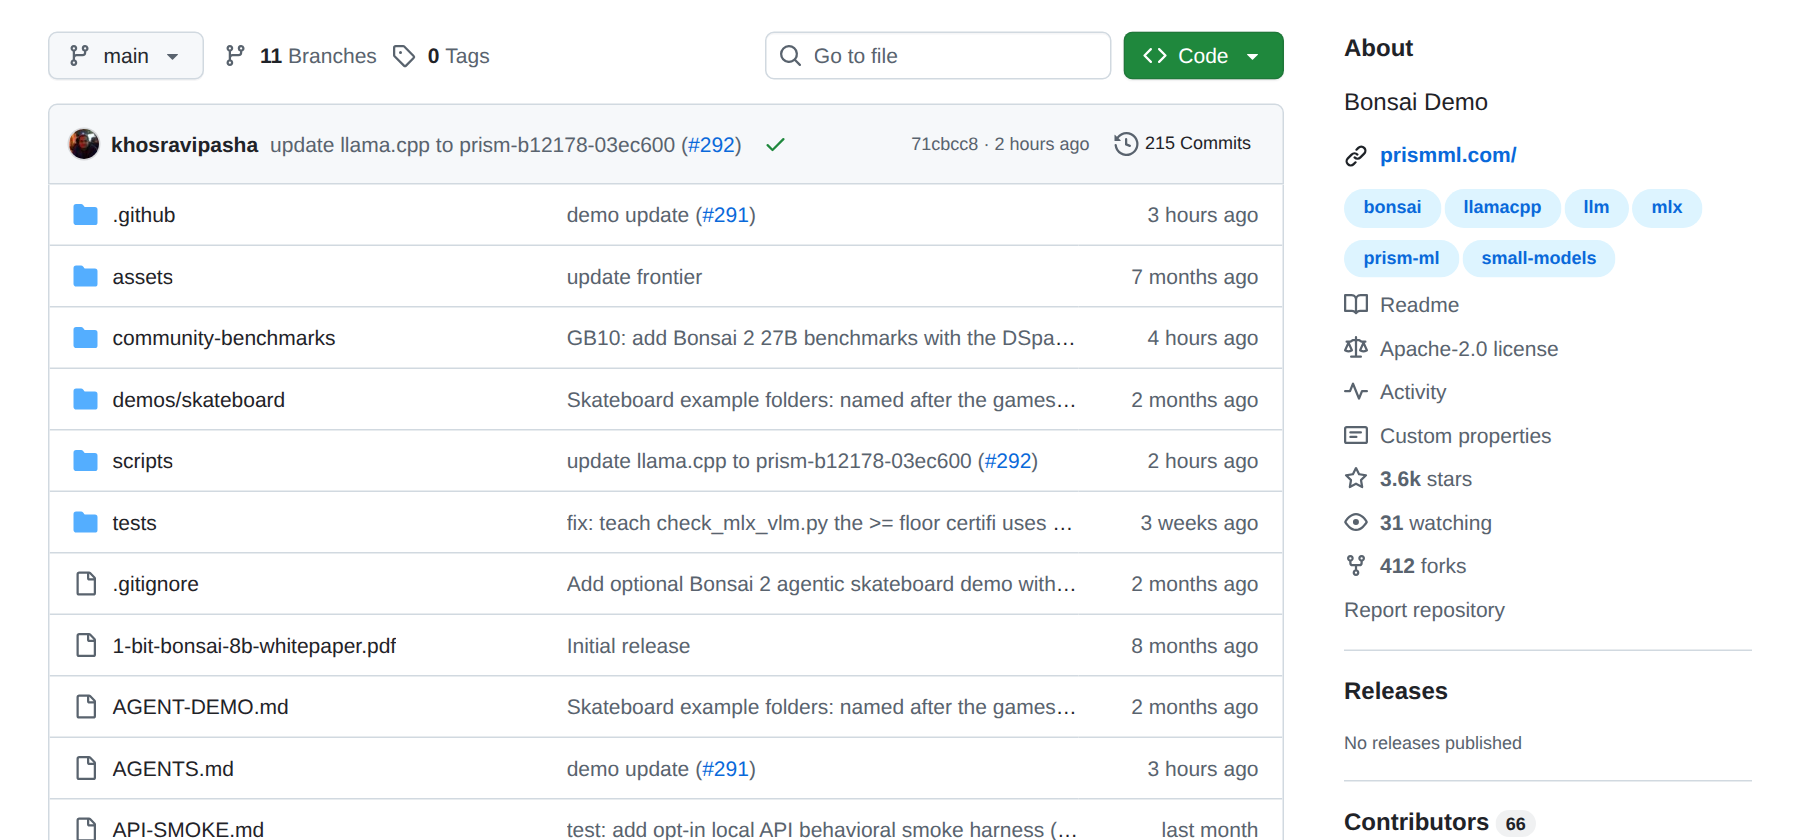 main
11 Branches
0 Tags
Go to file
Code
khosravipasha update llama.cpp to prism-b12178-03ec600 (#292)
71cbcc8 · 2 hours ago
215 Commits
.github demo update (#291) 3 hours ago
assets update frontier 7 months ago
community-benchmarks GB10: add Bonsai 2 27B benchmarks with the DSpa… 4 hours ago
demos/skateboard Skateboard example folders: named after the games… 2 months ago
scripts update llama.cpp to prism-b12178-03ec600 (#292) 2 hours ago
tests fix: teach check_mlx_vlm.py the >= floor certifi uses … 3 weeks ago
.gitignore Add optional Bonsai 2 agentic skateboard demo with… 2 months ago
1-bit-bonsai-8b-whitepaper.pdf Initial release 8 months ago
AGENT-DEMO.md Skateboard example folders: named after the games… 2 months ago
AGENTS.md demo update (#291) 3 hours ago
API-SMOKE.md test: add opt-in local API behavioral smoke harness (… last month
About
Bonsai Demo
prismml.com/
bonsai llamacpp llm mlx
prism-ml small-models
Readme
Apache-2.0 license
Activity
Custom properties
3.6k stars
31 watching
412 forks
Report repository
Releases
No releases published
Contributors 66